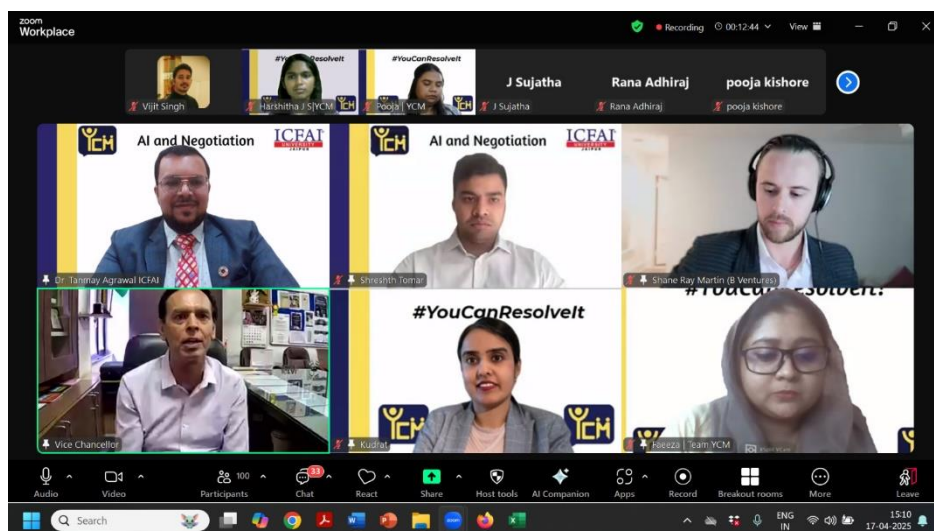 zoom
Workplace
Recording
00:12:44
View
#YouCanResolveIt
#YouCanResolveIt
J Sujatha
Rana Adhiraj
pooja kishore
Vijit Singh
Harshitha J S|YCM
YCM
Pooja | YCM
YCM
J Sujatha
Rana Adhiraj
pooja kishore
YCM
AI and Negotiation
ICFAI
UNIVERSITY
JAIPUR
YCM
AI and Negotiation
ICFAI
UNIVERSITY
JAIPUR
Dr. Tanmay Agrawal ICFAI
Shreshth Tomar
Shane Ray Martin (B Ventures)
#YouCanResolveIt
#YouCanResolveIt!
YCM
YCM
Vice Chancellor
Kudrat
Team YCM
100
33
Audio
Video
Participants
Chat
React
Share
Host tools
AI Companion
Apps
Record
Breakout rooms
More
Leave
Search
ENG
IN
15:10
17-04-2025